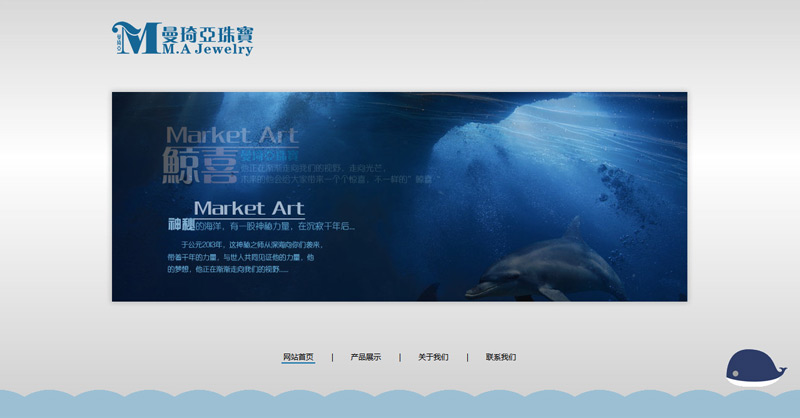 曼琦亞
M
曼琦亞珠寶
M.A Jewelry
Market Art
鲸喜
曼琦亞珠寶
他正在渐渐走向我们的视野，走向光芒，
未来的他会给大家带来一个个惊喜，不一样的“鲸喜
Market Art
神秘的海洋，有一股神秘力量，在沉寂千年后...
于公元2013年，这神秘之师从深海向你们袭来，
带着千年的力量，与世人共同见证他的力量，他
的梦想，他正在渐渐走向我们的视野......
网站首页 | 产品展示 | 关于我们 | 联系我们